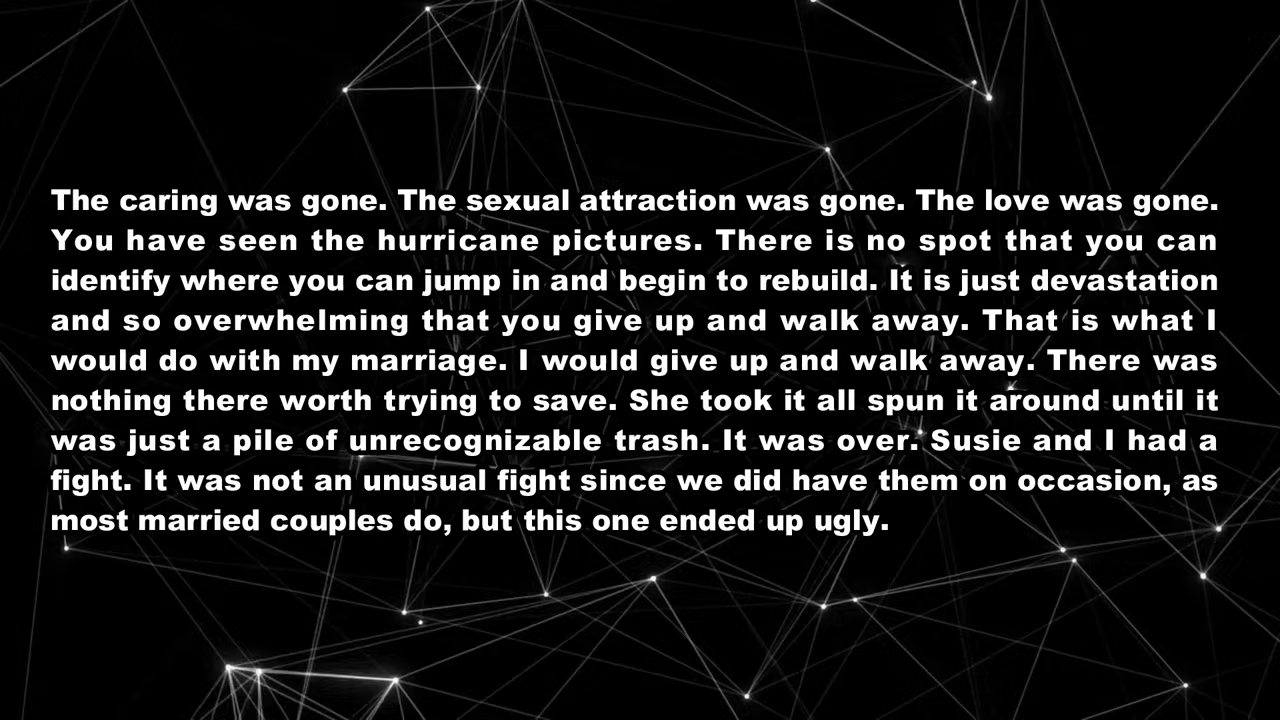 The caring was gone. The sexual attraction was gone. The love was gone.
You have seen the hurricane pictures. There is no spot that you can
identify where you can jump in and begin to rebuild. It is just devastation
and so overwhelming that you give up and walk away. That is what I
would do with my marriage. I would give up and walk away. There was
nothing there worth trying to save. She took it all spun it around until it
was just a pile of unrecognizable trash. It was over. Susie and I had a
fight. It was not an unusual fight since we did have them on occasion, as
most married couples do, but this one ended up ugly.